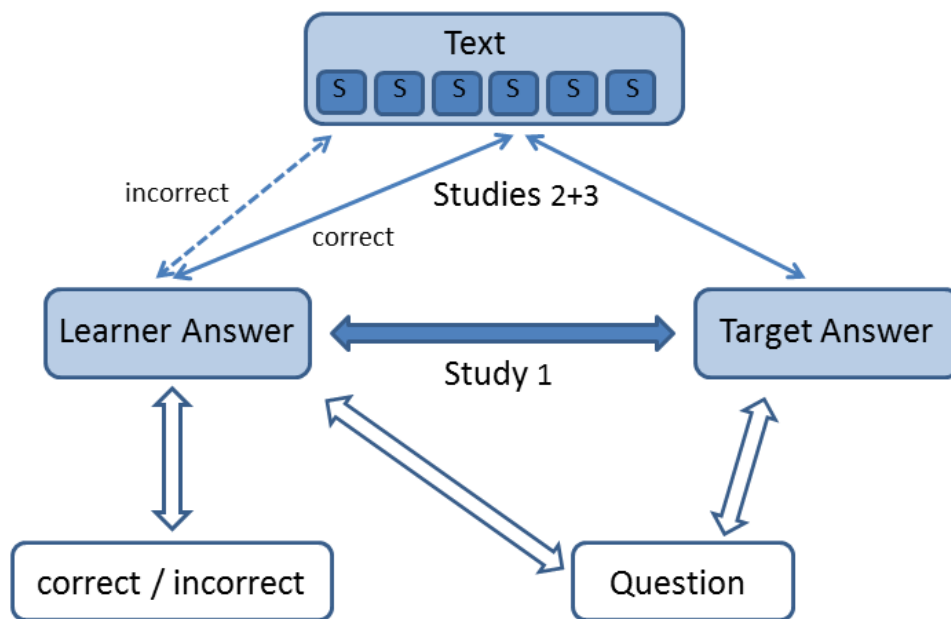 Text
S S S S S S
incorrect
Studies 2+3
correct
Learner Answer
Target Answer
Study 1
correct / incorrect
Question